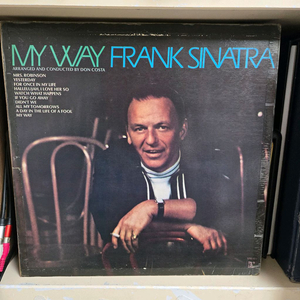 MY WAY FRANK SINATRA
ARRANGED AND CONDUCTED BY DON COSTA
MRS. ROBINSON
YESTERDAY
FOR ONCE IN MY LIFE
HALLELUJAH, I LOVE HER SO
WATCH WHAT HAPPENS
IF YOU GO AWAY
DIDN'T WE
ALL MY TOMORROWS
A DAY IN THE LIFE OF A FOOL
MY WAY